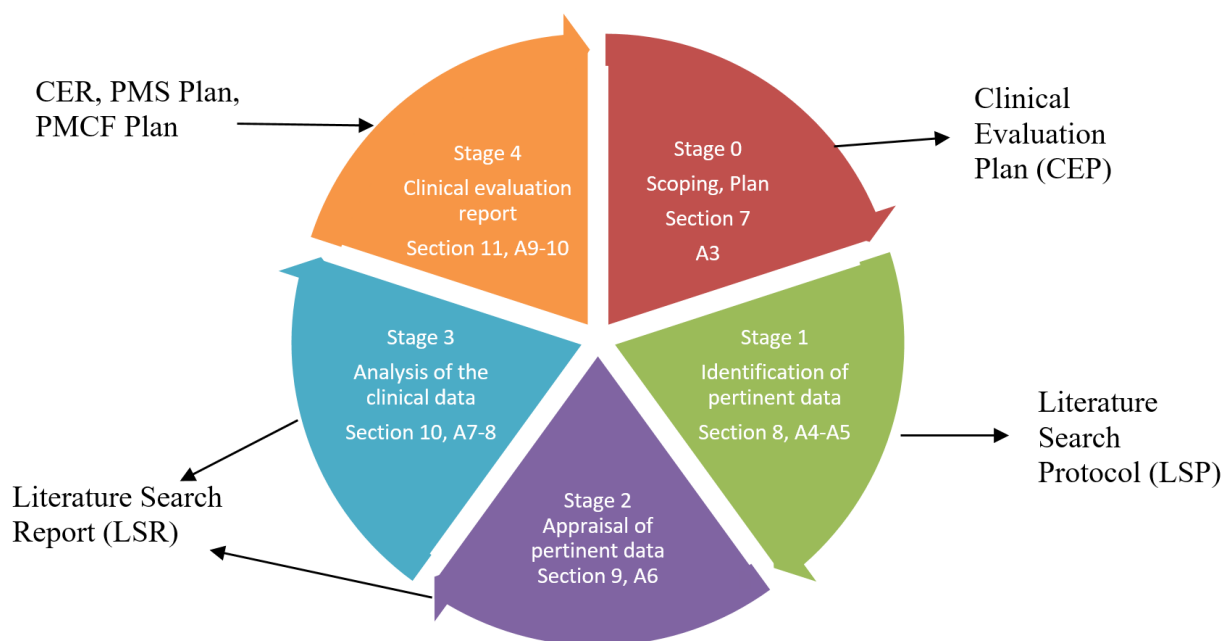 CER, PMS Plan,
PMCF Plan
Stage 4
Clinical evaluation
report
Section 11, A9-10
Stage 0
Scoping, Plan
Section 7
A3
Clinical
Evaluation
Plan (CEP)
Stage 3
Analysis of the
clinical data
Section 10, A7-8
Stage 1
Identification of
pertinent data
Section 8, A4-A5
Literature
Search
Protocol (LSP)
Literature Search
Report (LSR)
Stage 2
Appraisal of
pertinent data
Section 9, A6